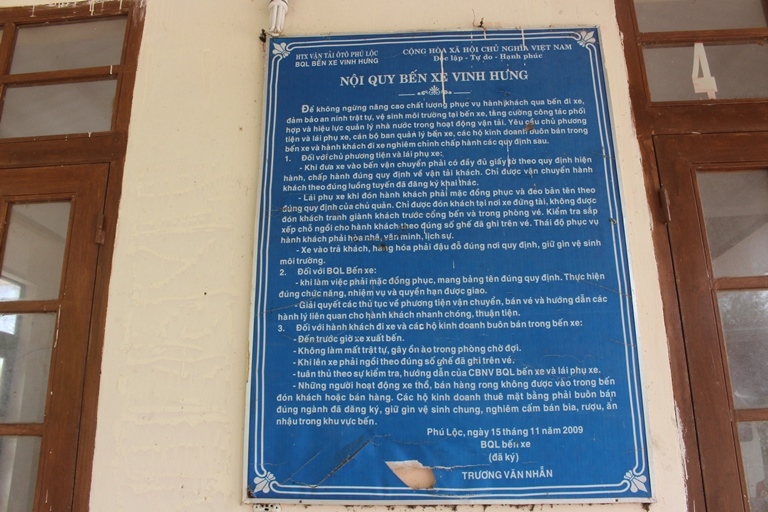 HTX VẬN TẢI ÔTÔ PHÚ LỘC
BQL BẾN XE VINH HƯNG
CỘNG HÒA XÃ HỘI CHỦ NGHĨA VIỆT NAM
Độc lập - Tự do - Hạnh phúc
NỘI QUY BẾN XE VINH HƯNG
Để không ngừng nâng cao chất lượng phục vụ hành khách qua bến đi xe,
đảm bảo an ninh trật tự, vệ sinh môi trường tại bến xe, tăng cường công tác phối
hợp và hiệu lực quản lý nhà nước trong hoạt động vận tải. Yêu cầu chủ phương
tiện và lái phụ xe, cán bộ ban quản lý bến xe, các hộ kinh doanh buôn bán trong
bến xe và hành khách đi xe nghiêm chỉnh chấp hành các quy định sau.
1. Đối với chủ phương tiện và lái phụ xe:
- Khi đưa xe vào bến vận chuyển phải có đầy đủ giấy tờ theo quy định hiện
hành, chấp hành đúng quy định về vận tải khách. Chỉ được vận chuyển hành
khách theo đúng luồng tuyến đã đăng ký khai thác.
- Lái phụ xe khi đón hành khách phải mặc đồng phục và đeo bản tên theo
đúng quy định của chủ quản. Chỉ được đón khách tại nơi xe đứng tài, không được
đón khách tranh giành khách trước cổng bến và trong phòng vé. Kiểm tra sắp
xếp chỗ ngồi cho hành khách theo đúng số ghế đã ghi trên vé. Thái độ phục vụ
hành khách phải hòa nhã, văn minh, lịch sự.
- Xe vào trả khách, hàng hóa phải đậu đỗ đúng nơi quy định, giữ gìn vệ sinh
môi trường.
2. Đối với BQL Bến xe:
- khi làm việc phải mặc đồng phục, mang bảng tên đúng quy định. Thực hiện
đúng chức năng, nhiệm vụ và quyền hạn được giao.
- Giải quyết các thủ tục về phương tiện vận chuyển, bán vé và hướng dẫn các
hành lý liên quan cho hành khách nhanh chóng, thuận tiện.
3. Đối với hành khách đi xe và các hộ kinh doanh buôn bán trong bến xe:
- Đến trước giờ xe xuất bến.
- Không làm mất trật tự, gây ồn ào trong phòng chờ đợi.
- Khi lên xe phải ngồi theo đúng số ghế đã ghi trên vé.
- tuân thủ theo sự kiểm tra, hướng dẫn của CBNV BQL bến xe và lái phụ xe.
- Những người hoạt động xe thồ, bán hàng rong không được vào trong bến
đón khách hoặc bán hàng. Các hộ kinh doanh thuê mặt bằng phải buôn bán
đúng ngành đã đăng ký, giữ gìn vệ sinh chung, nghiêm cấm bán bia, rượu, ăn
nhậu trong khu vực bến.
Phú Lộc, ngày 15 tháng 11 năm 2009
BQL bến xe
(đã ký)
TRƯƠNG VĂN NHẪN
4